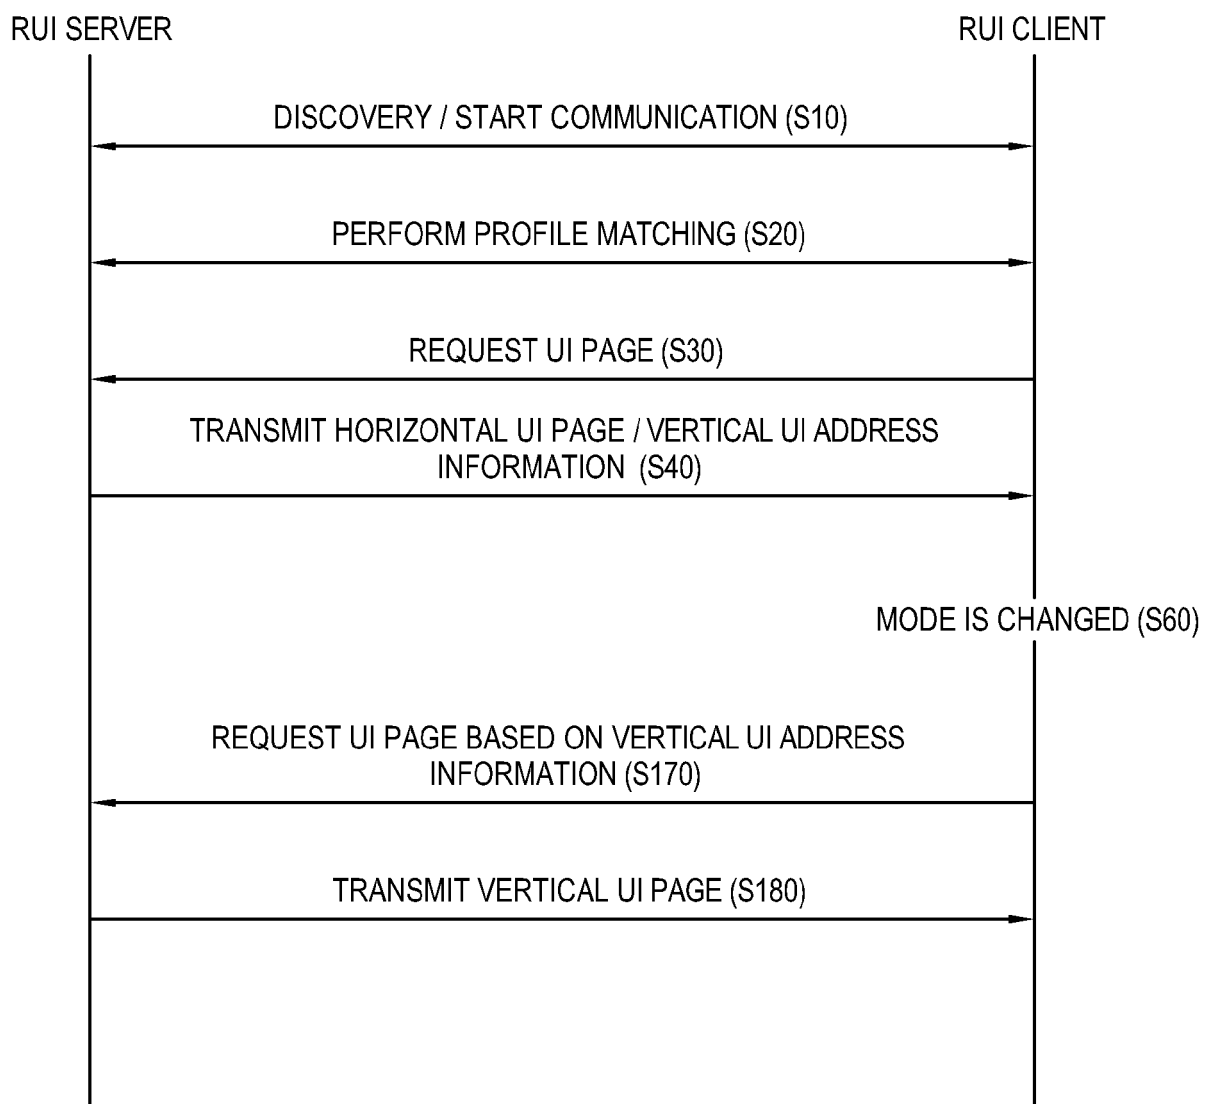 RUI SERVER
RUI CLIENT
DISCOVERY / START COMMUNICATION (S10)
PERFORM PROFILE MATCHING (S20)
REQUEST UI PAGE (S30)
TRANSMIT HORIZONTAL UI PAGE / VERTICAL UI ADDRESS
INFORMATION (S40)
MODE IS CHANGED (S60)
REQUEST UI PAGE BASED ON VERTICAL UI ADDRESS
INFORMATION (S170)
TRANSMIT VERTICAL UI PAGE (S180)